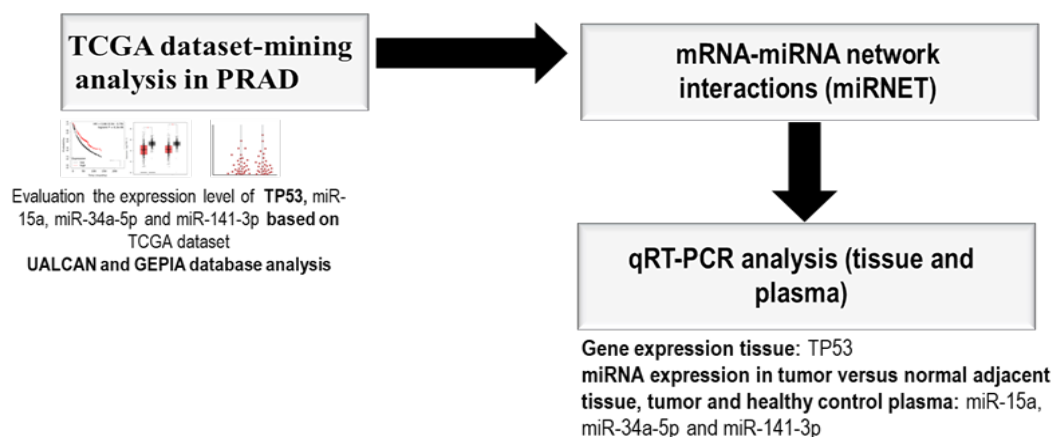 TCGA dataset-mining
analysis in PRAD
mRNA-miRNA network
interactions (miRNET)
Evaluation the expression level of TP53, miR-
15a, miR-34a-5p and miR-141-3p based on
TCGA dataset
UALCAN and GEPIA database analysis
qRT-PCR analysis (tissue and
plasma)
Gene expression tissue: TP53
miRNA expression in tumor versus normal adjacent
tissue, tumor and healthy control plasma: miR-15a,
miR-34a-5p and miR-141-3p